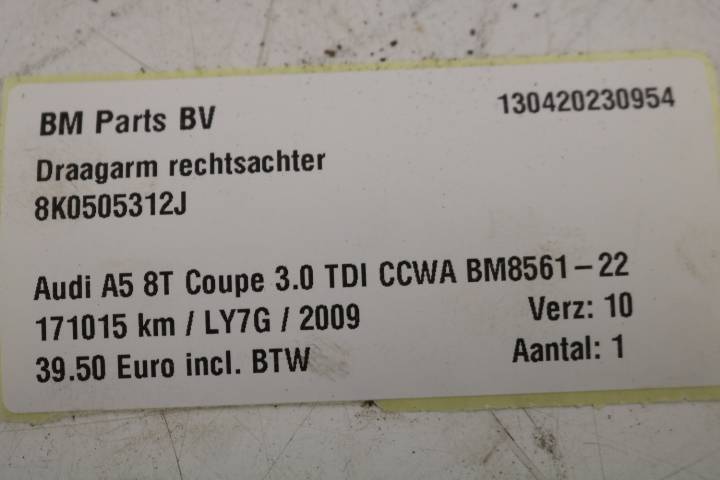 BM Parts BV 130420230954
Draagarm rechtsachter
8K0505312J
Audi A5 8T Coupe 3.0 TDI CCWA BM8561-22
171015 km / LY7G / 2009 Verz: 10
39.50 Euro incl. BTW Aantal: 1